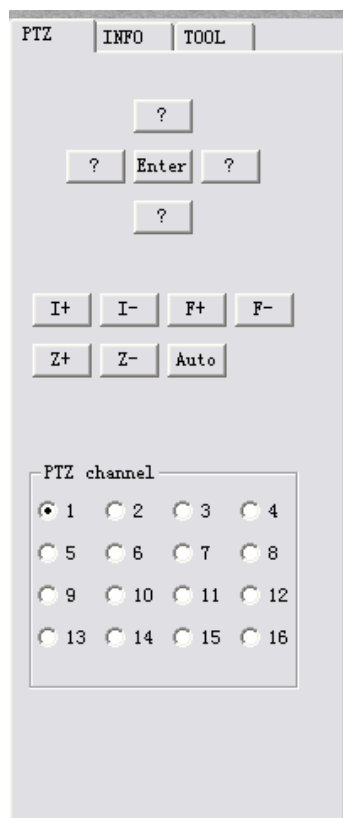 PTZ INFO TOOL
?
? Enter ?
?
I+ I- F+ F-
Z+ Z- Auto
PTZ channel
1 2 3 4
5 6 7 8
9 10 11 12
13 14 15 16